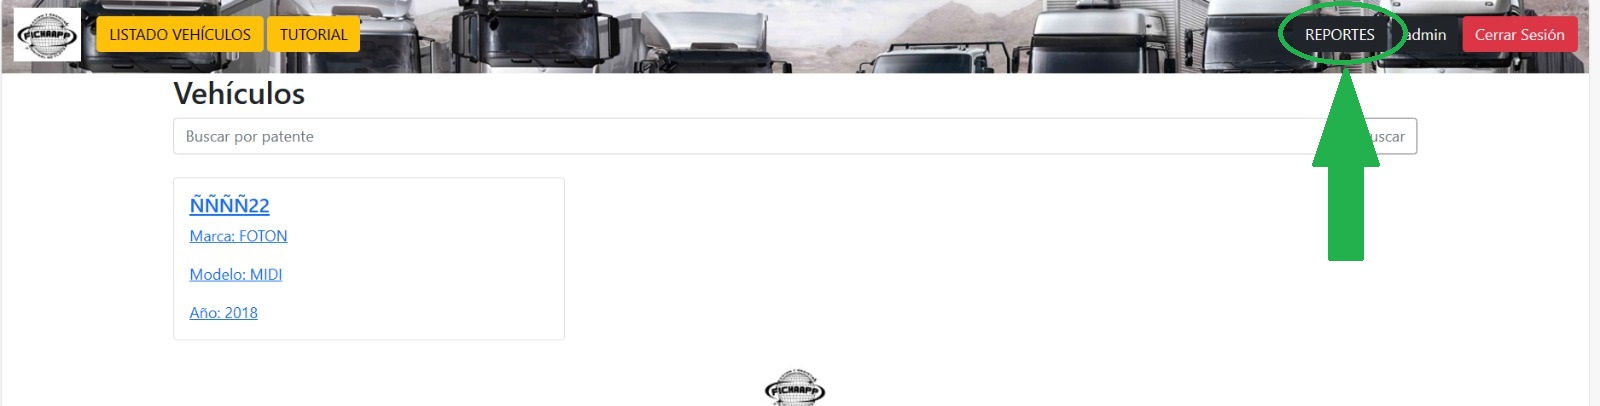 FICHAAPP
LISTADO VEHÍCULOS
TUTORIAL
REPORTES
admin
Cerrar Sesión
Vehículos
Buscar por patente
uscar
ÑÑÑÑ22
Marca: FOTON
Modelo: MIDI
Año: 2018
FICHAAPP